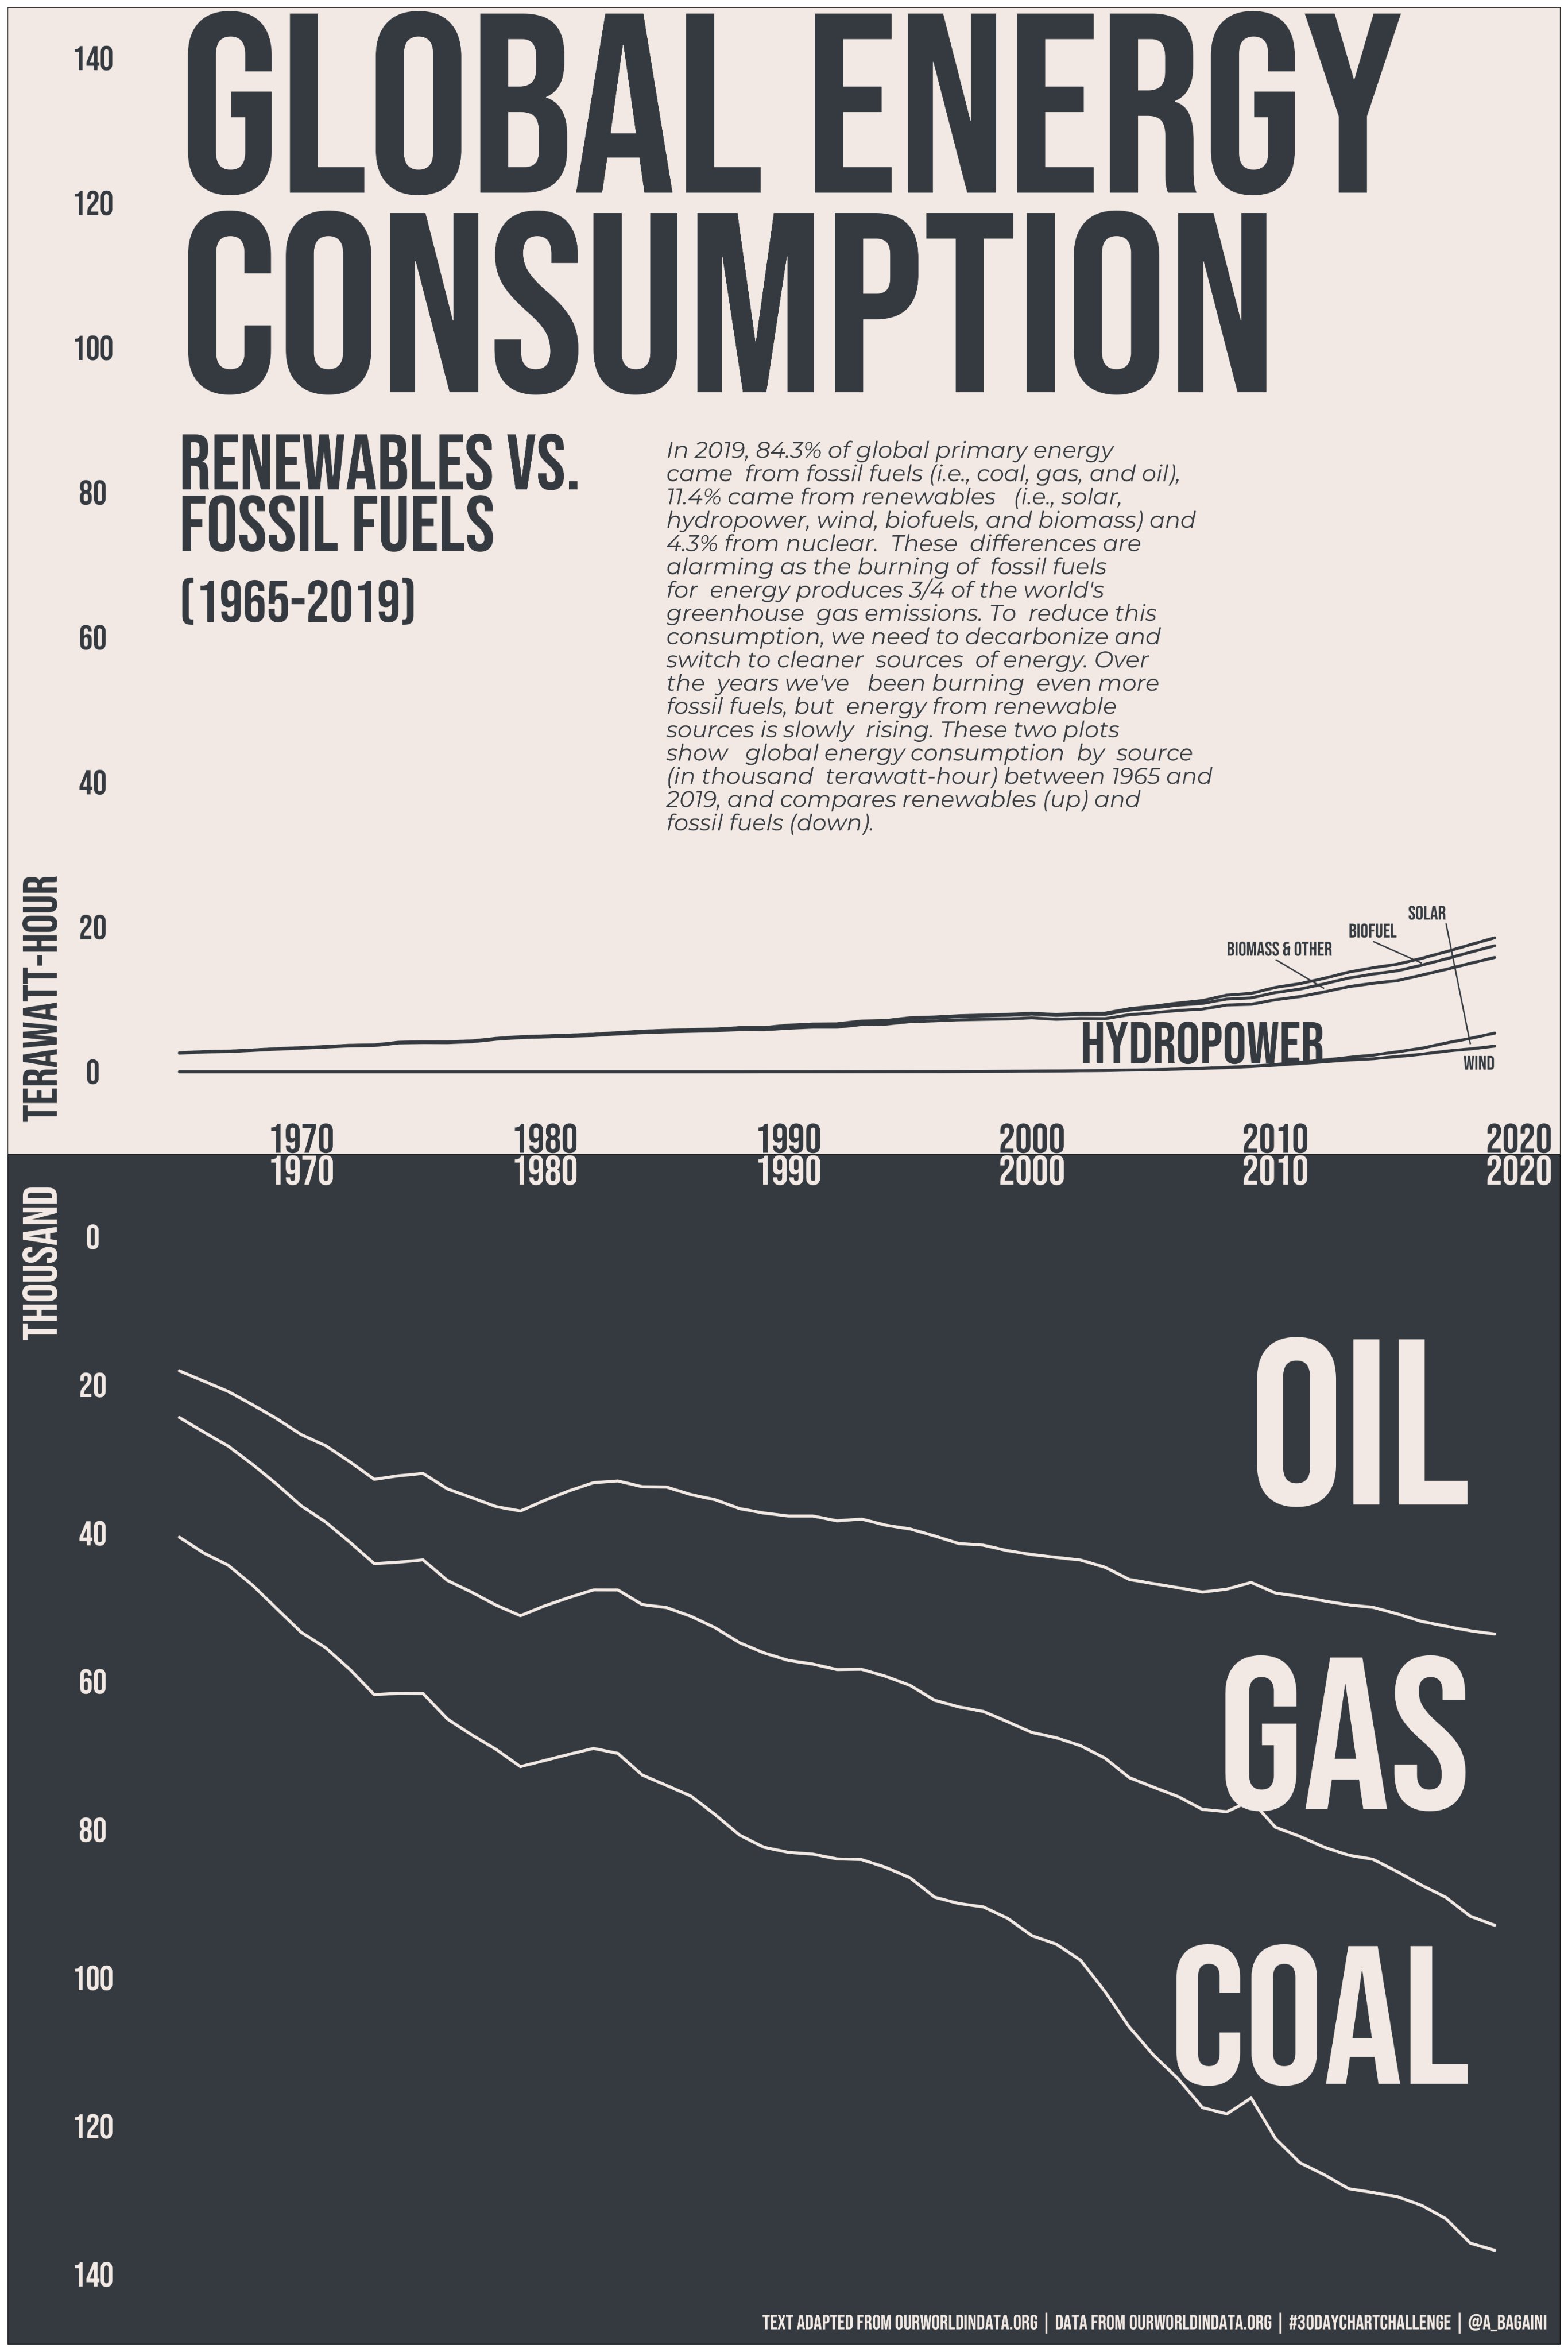 GLOBAL ENERGY
CONSUMPTION
RENEWABLES VS.
FOSSIL FUELS
(1965-2019)
In 2019, 84.3% of global primary energy
came from fossil fuels (i.e., coal, gas, and oil),
11.4% came from renewables (i.e., solar,
hydropower, wind, biofuels, and biomass) and
4.3% from nuclear. These differences are
alarming as the burning of fossil fuels
for energy produces 3/4 of the world's
greenhouse gas emissions. To reduce this
consumption, we need to decarbonize and
switch to cleaner sources of energy. Over
the years we've been burning even more
fossil fuels, but energy from renewable
sources is slowly rising. These two plots
show global energy consumption by source
(in thousand terawatt-hour) between 1965 and
2019, and compares renewables (up) and
fossil fuels (down).
140
120
100
80
60
40
20
0
TERAWATT-HOUR
SOLAR
BIOFUEL
BIOMASS & OTHER
HYDROPOWER
WIND
1970 1980 1990 2000 2010 2020
1970 1980 1990 2000 2010 2020
THOUSAND
0
20
40
60
80
100
120
140
OIL
GAS
COAL
TEXT ADAPTED FROM OURWORLDINDATA.ORG | DATA FROM OURWORLDINDATA.ORG | #30DAYCHARTCHALLENGE | @A_BAGAINI